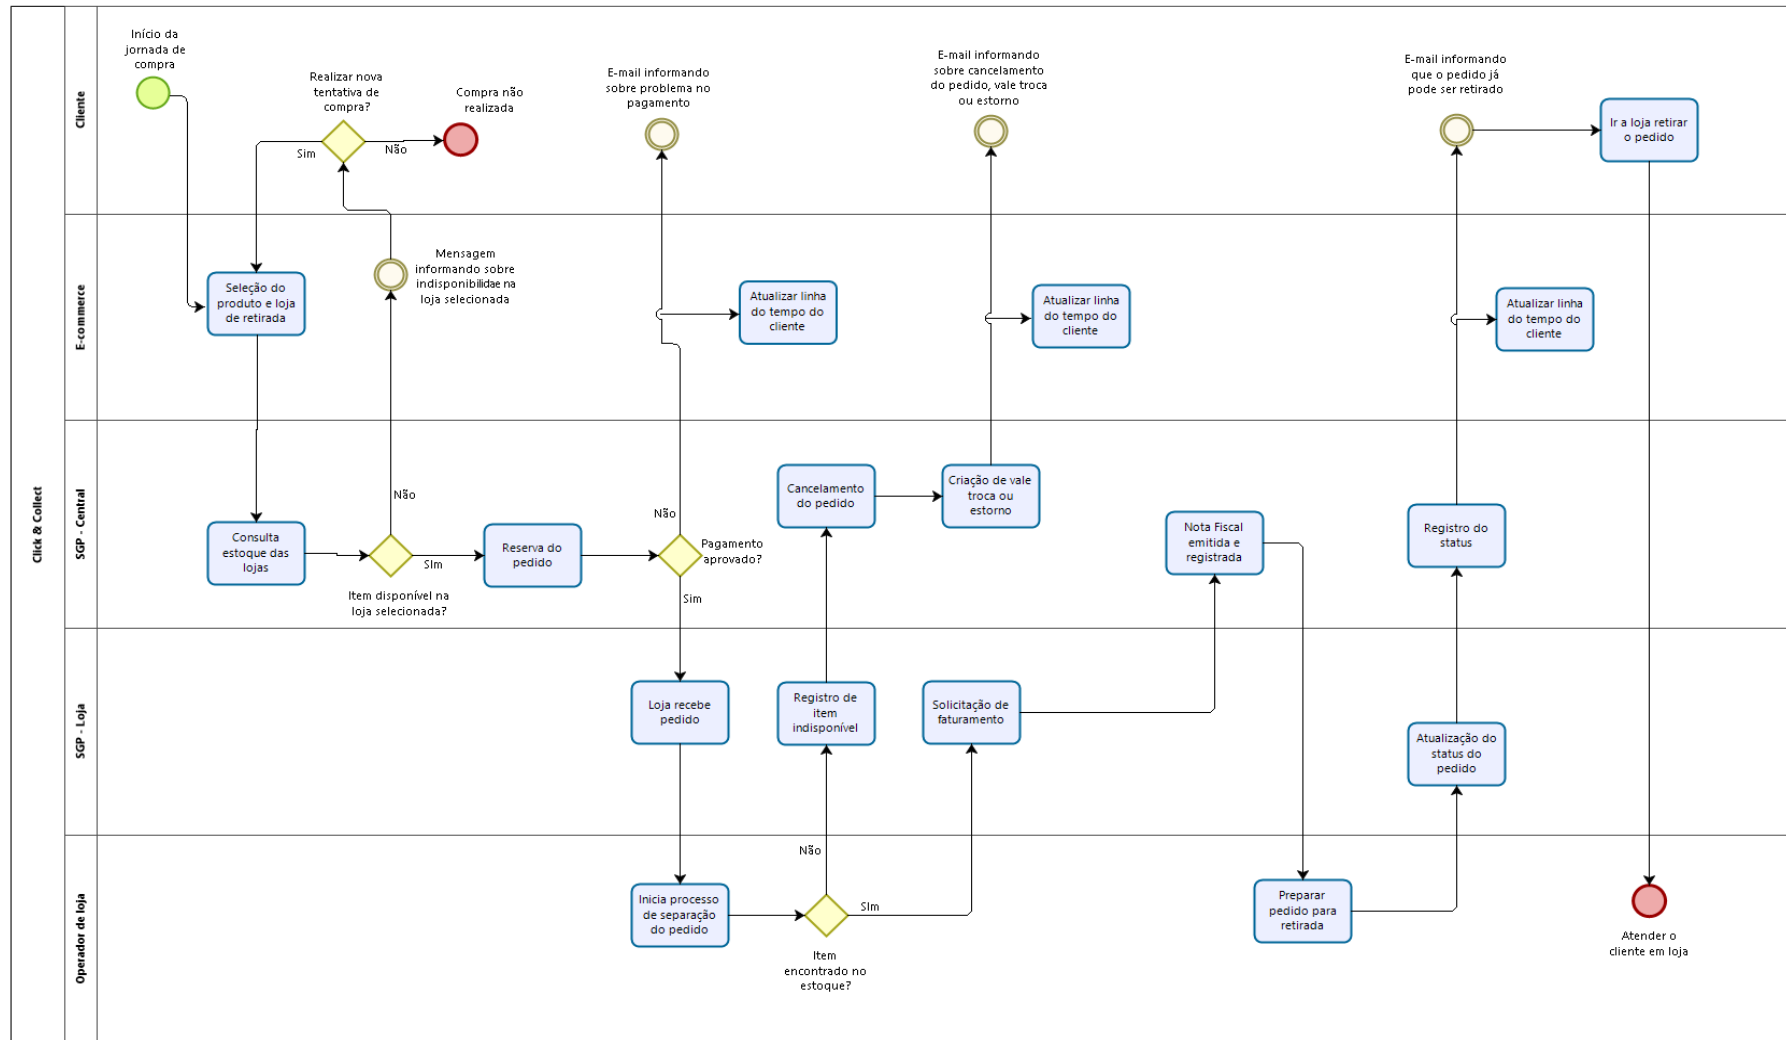 Click & Collect
Cliente
Início da
jornada de
compra
Realizar nova
tentativa de
compra?
Sim
Não
Compra não
realizada
E-mail informando
sobre problema no
pagamento
E-mail informando
sobre cancelamento
do pedido, vale troca
ou estorno
E-mail informando
que o pedido já
pode ser retirado
Ir a loja retirar
o pedido
E-commerce
Seleção do
produto e loja
de retirada
Mensagem
informando sobre
indisponibilidae na
loja selecionada
Atualizar linha
do tempo do
cliente
Atualizar linha
do tempo do
cliente
Atualizar linha
do tempo do
cliente
SGP - Central
Consulta
estoque das
lojas
Não
SIm
Item disponível na
loja selecionada?
Reserva do
pedido
Não
Pagamento
aprovado?
Sim
Cancelamento
do pedido
Criação de vale
troca ou
estorno
Nota Fiscal
emitida e
registrada
Registro do
status
SGP - Loja
Loja recebe
pedido
Registro de
item
indisponível
Solicitação de
faturamento
Atualização do
status do
pedido
Operador de loja
Inicia processo
de separação
do pedido
Não
SIm
Item
encontrado no
estoque?
Preparar
pedido para
retirada
Atender o
cliente em loja